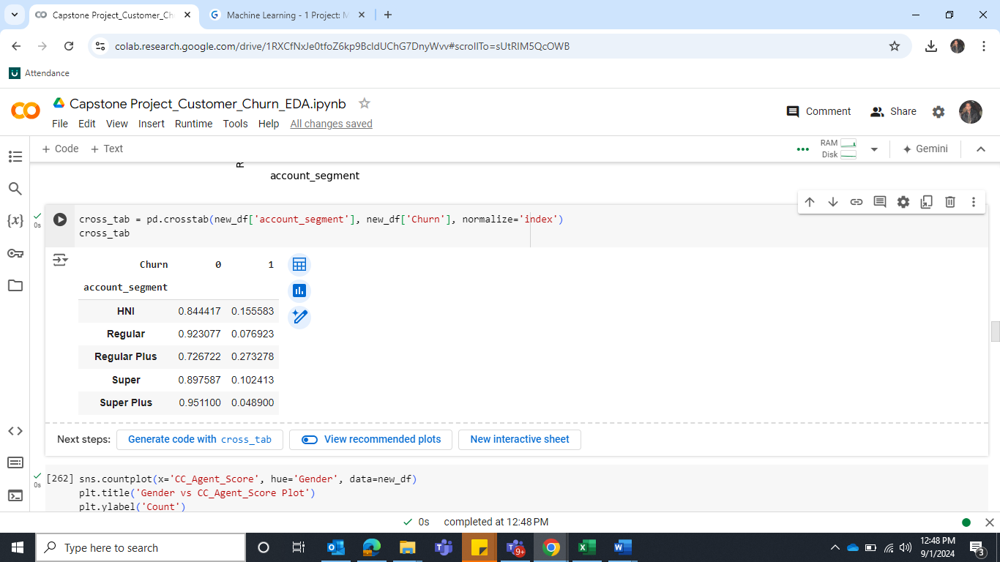 Capstone Project_Customer_Ch
Machine Learning - 1 Project: M
colab.research.google.com/drive/1RXCfNxJe0tfoZ6kp9BcldUChG7DnyWvv#scrollTo=sUtRlM5QcOWB
Attendance
Capstone Project_Customer_Churn_EDA.ipynb
File Edit View Insert Runtime Tools Help All changes saved
Comment Share
+ Code + Text
RAM
Disk
Gemini
R
account_segment
0s
cross_tab = pd.crosstab(new_df['account_segment'], new_df['Churn'], normalize='index')
cross_tab
Churn 0 1
account_segment
HNI 0.844417 0.155583
Regular 0.923077 0.076923
Regular Plus 0.726722 0.273278
Super 0.897587 0.102413
Super Plus 0.951100 0.048900
Next steps: Generate code with cross_tab View recommended plots New interactive sheet
0s
[262] sns.countplot(x='CC_Agent_Score', hue='Gender', data=new_df)
plt.title('Gender vs CC_Agent_Score Plot')
plt.ylabel('Count')
0s completed at 12:48 PM
Type here to search
9+
12:48 PM
9/1/2024
3